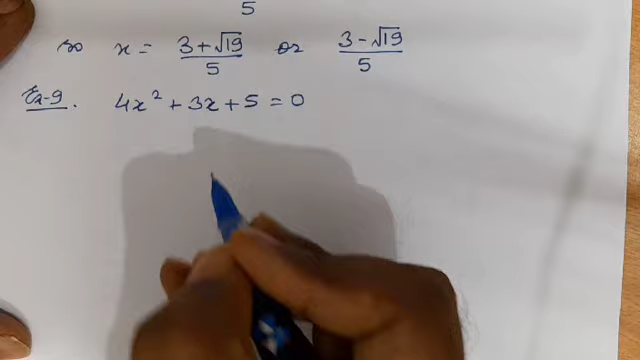 5
so x = 3 + √19 / 5 or 3 - √19 / 5
Ex-9. 4x² + 3x + 5 = 0